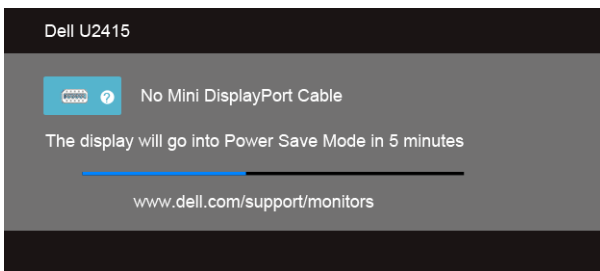 Dell U2415
No Mini DisplayPort Cable
The display will go into Power Save Mode in 5 minutes
www.dell.com/support/monitors